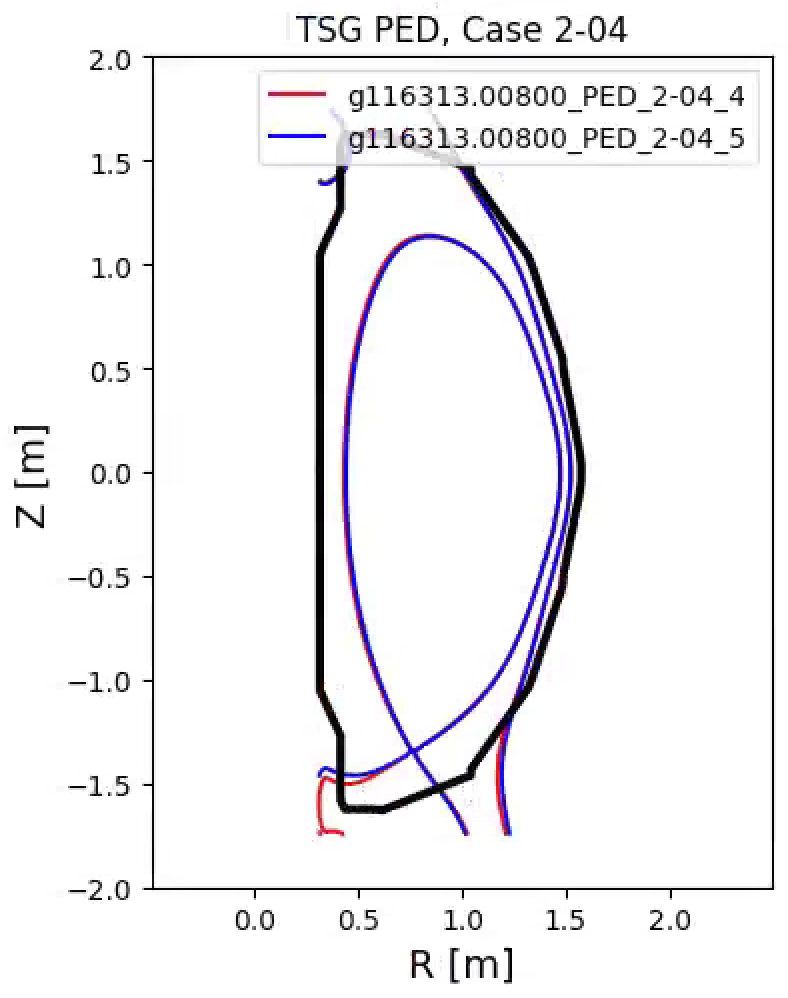 TSG PED, Case 2-04
g116313.00800_PED_2-04_4
g116313.00800_PED_2-04_5
2.0
1.5
1.0
0.5
0.0
−0.5
−1.0
−1.5
−2.0
Z [m]
0.0 0.5 1.0 1.5 2.0
R [m]